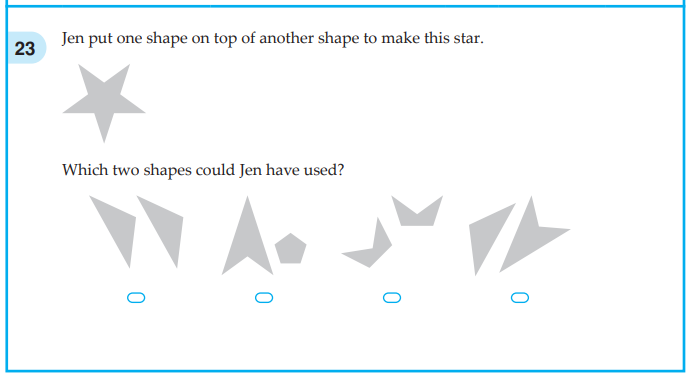 23
Jen put one shape on top of another shape to make this star.
Which two shapes could Jen have used?